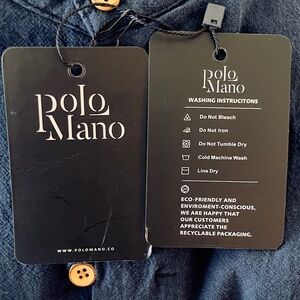 Polo
Mano
WWW.POLOMANO.CO
Polo
Mano
WASHING INSTRUCITONS
Do Not Bleach
Do Not Iron
Do Not Tumble Dry
Cold Machine Wash
Line Dry
ECO-FRIENDLY AND
ENVIROMENT-CONSCIOUS,
WE ARE HAPPY THAT
OUR CUSTOMERS
APPRECIATE THE
RECYCLABLE PACKAGING.